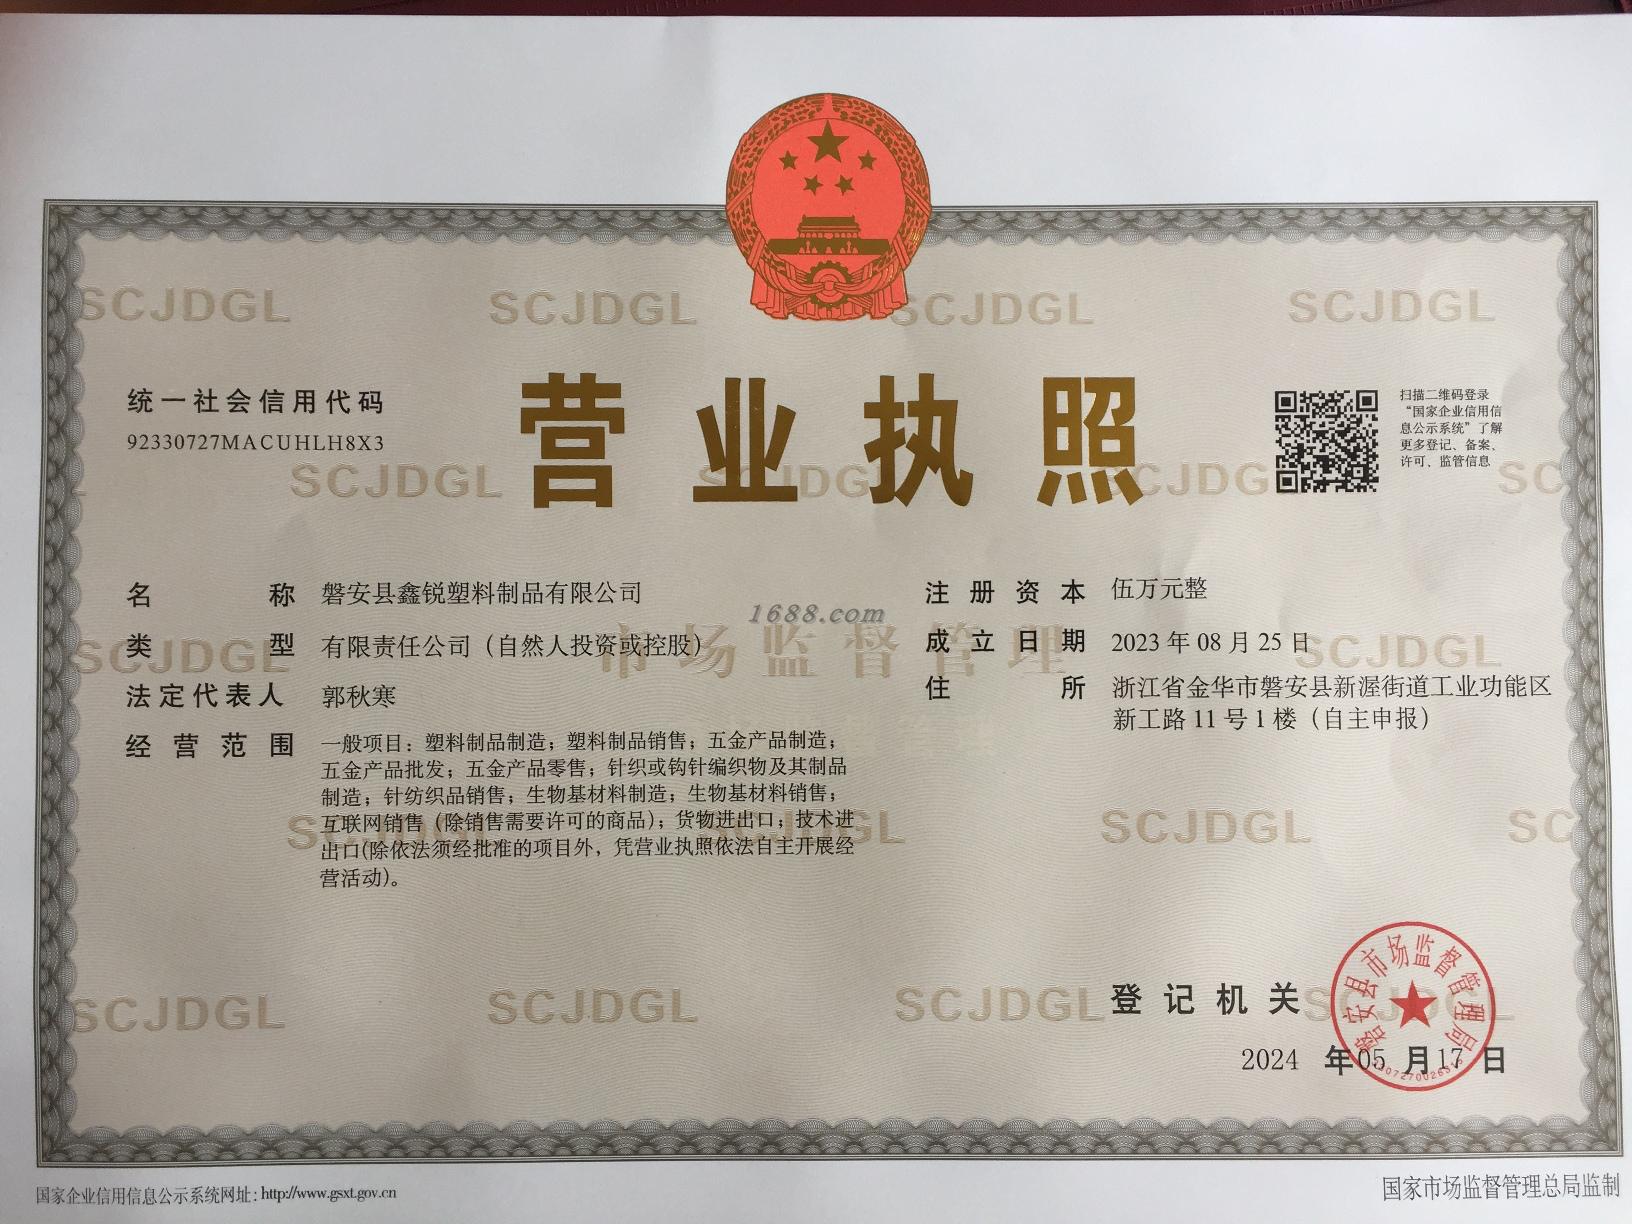 统一社会信用代码
92330727MACUHLH8X3
营业执照
扫描二维码登录
“国家企业信用信
息公示系统”了解
更多登记、备案、
许可、监管信息
名称 磐安县鑫锐塑料制品有限公司
类型 有限责任公司（自然人投资或控股）
法定代表人 郭秋寒
经营范围 一般项目：塑料制品制造；塑料制品销售；五金产品制造；
五金产品批发；五金产品零售；针织或钩针编织物及其制品
制造；针纺织品销售；生物基材料制造；生物基材料销售；
互联网销售（除销售需要许可的商品）；货物进出口；技术进
出口(除依法须经批准的项目外，凭营业执照依法自主开展经
营活动)。
注册资本 伍万元整
成立日期 2023年08月25日
住所 浙江省金华市磐安县新渥街道工业功能区
新工路11号1楼（自主申报）
1688.com
市场监督管理
SCJDGL
登记机关
磐安县市场监督管理局
2024年05月17日
国家企业信用信息公示系统网址：http://www.gsxt.gov.cn
国家市场监督管理总局监制